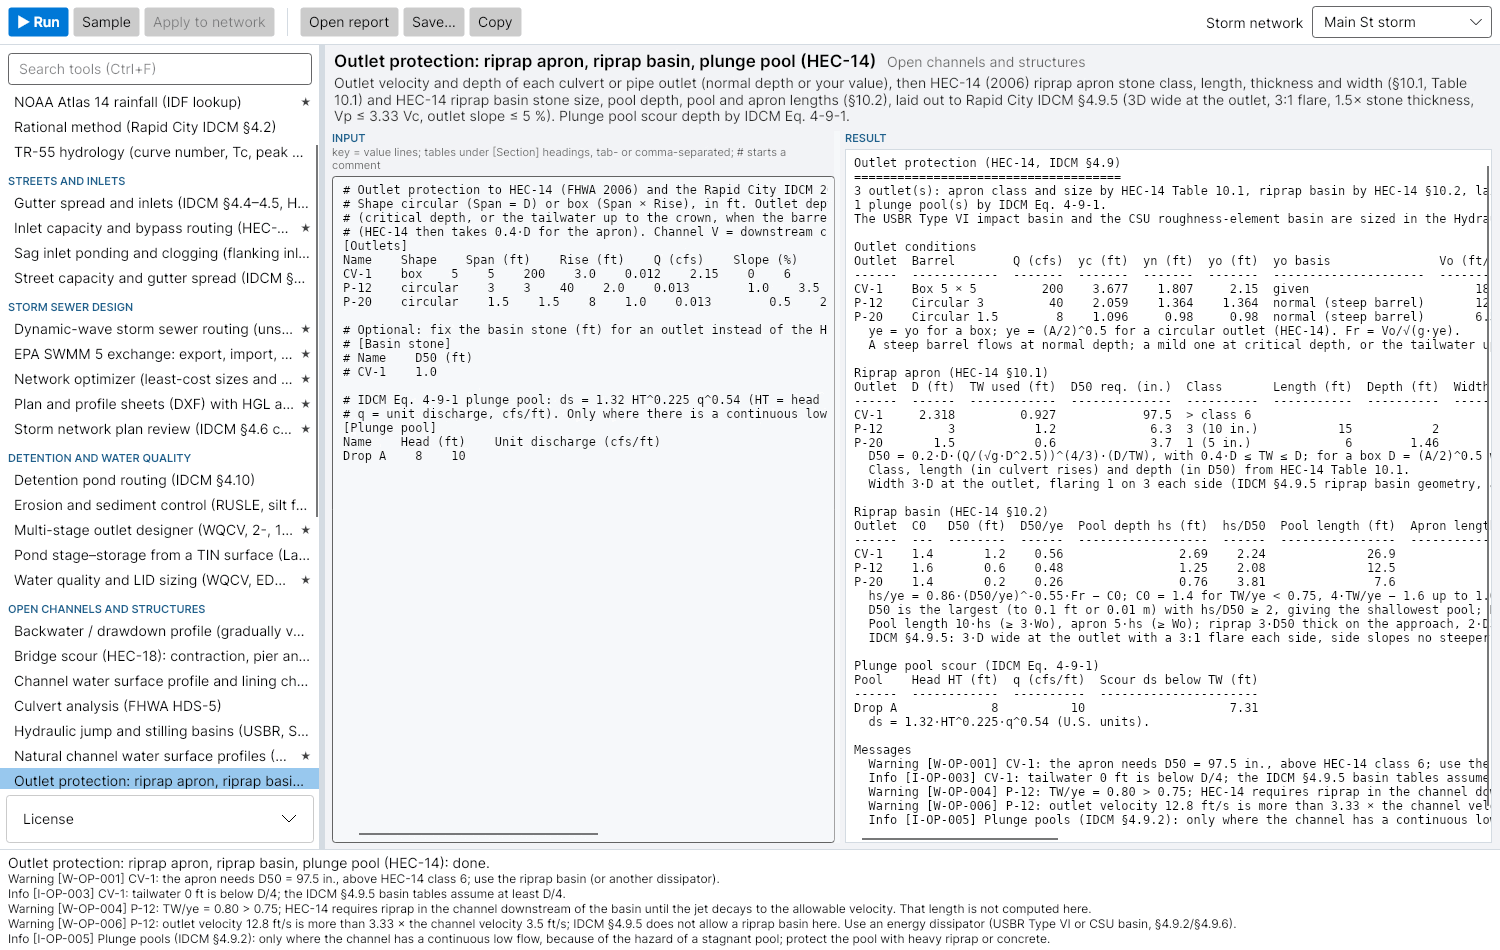 ▶ Run
Sample
Apply to network
Open report
Save...
Copy
Storm network
Main St storm
Search tools (Ctrl+F)
NOAA Atlas 14 rainfall (IDF lookup) ★
Rational method (Rapid City IDCM §4.2)
TR-55 hydrology (curve number, Tc, peak ...
STREETS AND INLETS
Gutter spread and inlets (IDCM §4.4–4.5, H...
Inlet capacity and bypass routing (HEC-... ★
Sag inlet ponding and clogging (flanking inl...
Street capacity and gutter spread (IDCM §...
STORM SEWER DESIGN
Dynamic-wave storm sewer routing (uns... ★
EPA SWMM 5 exchange: export, import, ... ★
Network optimizer (least-cost sizes and ... ★
Plan and profile sheets (DXF) with HGL a... ★
Storm network plan review (IDCM §4.6 c... ★
DETENTION AND WATER QUALITY
Detention pond routing (IDCM §4.10)
Erosion and sediment control (RUSLE, silt f...
Multi-stage outlet designer (WQCV, 2-, 1... ★
Pond stage–storage from a TIN surface (La...
Water quality and LID sizing (WQCV, ED... ★
OPEN CHANNELS AND STRUCTURES
Backwater / drawdown profile (gradually v...
Bridge scour (HEC-18): contraction, pier an...
Channel water surface profile and lining ch...
Culvert analysis (FHWA HDS-5)
Hydraulic jump and stilling basins (USBR, S...
Natural channel water surface profiles (... ★
Outlet protection: riprap apron, riprap basi...
License
Outlet protection: riprap apron, riprap basin, plunge pool (HEC-14) Open channels and structures
Outlet velocity and depth of each culvert or pipe outlet (normal depth or your value), then HEC-14 (2006) riprap apron stone class, length, thickness and width (§10.1, Table
10.1) and HEC-14 riprap basin stone size, pool depth, pool and apron lengths (§10.2), laid out to Rapid City IDCM §4.9.5 (3D wide at the outlet, 3:1 flare, 1.5× stone thickness,
Vp ≤ 3.33 Vc, outlet slope ≤ 5 %). Plunge pool scour depth by IDCM Eq. 4-9-1.
INPUT
key = value lines; tables under [Section] headings, tab- or comma-separated; # starts a
comment
# Outlet protection to HEC-14 (FHWA 2006) and the Rapid City IDCM 2
# Shape circular (Span = D) or box (Span × Rise), in ft. Outlet dep
# (critical depth, or the tailwater up to the crown, when the barre
# (HEC-14 then takes 0.4·D for the apron). Channel V = downstream c
[Outlets]
Name Shape Span (ft) Rise (ft) Q (cfs) Slope (%)
CV-1 box 5 5 200 3.0 0.012 2.15 0 6
P-12 circular 3 3 40 2.0 0.013 1.0 3.5
P-20 circular 1.5 1.5 8 1.0 0.013 0.5 2
# Optional: fix the basin stone (ft) for an outlet instead of the H
# [Basin stone]
# Name D50 (ft)
# CV-1 1.0
# IDCM Eq. 4-9-1 plunge pool: ds = 1.32 HT^0.225 q^0.54 (HT = head
# q = unit discharge, cfs/ft). Only where there is a continuous low
[Plunge pool]
Name Head (ft) Unit discharge (cfs/ft)
Drop A 8 10
RESULT
Outlet protection (HEC-14, IDCM §4.9)
=====================================
3 outlet(s): apron class and size by HEC-14 Table 10.1, riprap basin by HEC-14 §10.2, la
1 plunge pool(s) by IDCM Eq. 4-9-1.
The USBR Type VI impact basin and the CSU roughness-element basin are sized in the Hydra
Outlet conditions
Outlet Barrel Q (cfs) yc (ft) yn (ft) yo (ft) yo basis Vo (ft/
CV-1 Box 5 × 5 200 3.677 1.807 2.15 given 18
P-12 Circular 3 40 2.059 1.364 1.364 normal (steep barrel) 12
P-20 Circular 1.5 8 1.096 0.98 0.98 normal (steep barrel) 6.
ye = yo for a box; ye = (A/2)^0.5 for a circular outlet (HEC-14). Fr = Vo/√(g·ye).
A steep barrel flows at normal depth; a mild one at critical depth, or the tailwater u
Riprap apron (HEC-14 §10.1)
Outlet D (ft) TW used (ft) D50 req. (in.) Class Length (ft) Depth (ft) Width
CV-1 2.318 0.927 97.5 > class 6
P-12 3 1.2 6.3 3 (10 in.) 15 2
P-20 1.5 0.6 3.7 1 (5 in.) 6 1.46
D50 = 0.2·D·(Q/(√g·D^2.5))^(4/3)·(D/TW), with 0.4·D ≤ TW ≤ D; for a box D = (A/2)^0.5
Class, length (in culvert rises) and depth (in D50) from HEC-14 Table 10.1.
Width 3·D at the outlet, flaring 1 on 3 each side (IDCM §4.9.5 riprap basin geometry,
Riprap basin (HEC-14 §10.2)
Outlet C0 D50 (ft) D50/ye Pool depth hs (ft) hs/D50 Pool length (ft) Apron lengt
CV-1 1.4 1.2 0.56 2.69 2.24 26.9
P-12 1.6 0.6 0.48 1.25 2.08 12.5
P-20 1.4 0.2 0.26 0.76 3.81 7.6
hs/ye = 0.86·(D50/ye)^-0.55·Fr − C0; C0 = 1.4 for TW/ye < 0.75, 4·TW/ye − 1.6 up to 1.
D50 is the largest (to 0.1 ft or 0.01 m) with hs/D50 ≥ 2, giving the shallowest pool;
Pool length 10·hs (≥ 3·Wo), apron 5·hs (≥ Wo); riprap 3·D50 thick on the approach, 2·D
IDCM §4.9.5: 3·D wide at the outlet with a 3:1 flare each side, side slopes no steeper
Plunge pool scour (IDCM Eq. 4-9-1)
Pool Head HT (ft) q (cfs/ft) Scour ds below TW (ft)
Drop A 8 10 7.31
ds = 1.32·HT^0.225·q^0.54 (U.S. units).
Messages
Warning [W-OP-001] CV-1: the apron needs D50 = 97.5 in., above HEC-14 class 6; use the
Info [I-OP-003] CV-1: tailwater 0 ft is below D/4; the IDCM §4.9.5 basin tables assume
Warning [W-OP-004] P-12: TW/ye = 0.80 > 0.75; HEC-14 requires riprap in the channel do
Warning [W-OP-006] P-12: outlet velocity 12.8 ft/s is more than 3.33 × the channel vel
Info [I-OP-005] Plunge pools (IDCM §4.9.2): only where the channel has a continuous lo
Outlet protection: riprap apron, riprap basin, plunge pool (HEC-14): done.
Warning [W-OP-001] CV-1: the apron needs D50 = 97.5 in., above HEC-14 class 6; use the riprap basin (or another dissipator).
Info [I-OP-003] CV-1: tailwater 0 ft is below D/4; the IDCM §4.9.5 basin tables assume at least D/4.
Warning [W-OP-004] P-12: TW/ye = 0.80 > 0.75; HEC-14 requires riprap in the channel downstream of the basin until the jet decays to the allowable velocity. That length is not computed here.
Warning [W-OP-006] P-12: outlet velocity 12.8 ft/s is more than 3.33 × the channel velocity 3.5 ft/s; IDCM §4.9.5 does not allow a riprap basin here. Use an energy dissipator (USBR Type VI or CSU basin, §4.9.2/§4.9.6).
Info [I-OP-005] Plunge pools (IDCM §4.9.2): only where the channel has a continuous low flow, because of the hazard of a stagnant pool; protect the pool with heavy riprap or concrete.